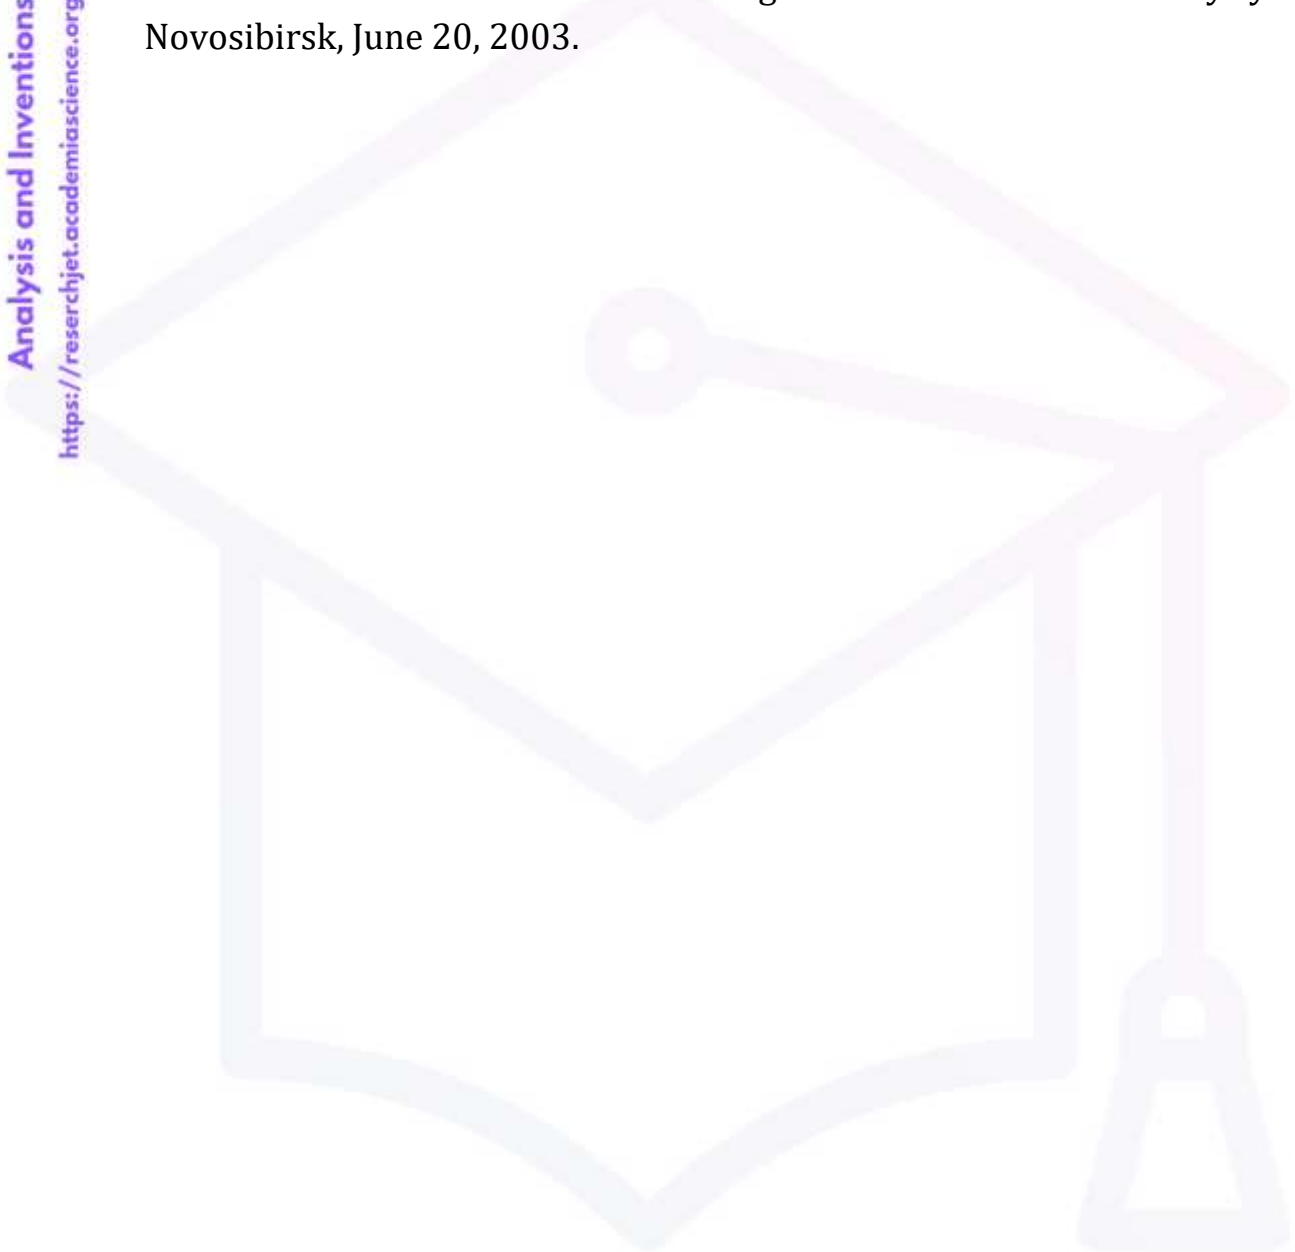 Novosibirsk, June 20, 2003.
Analysis and Inventions
https://reserchjet.academiascience.org